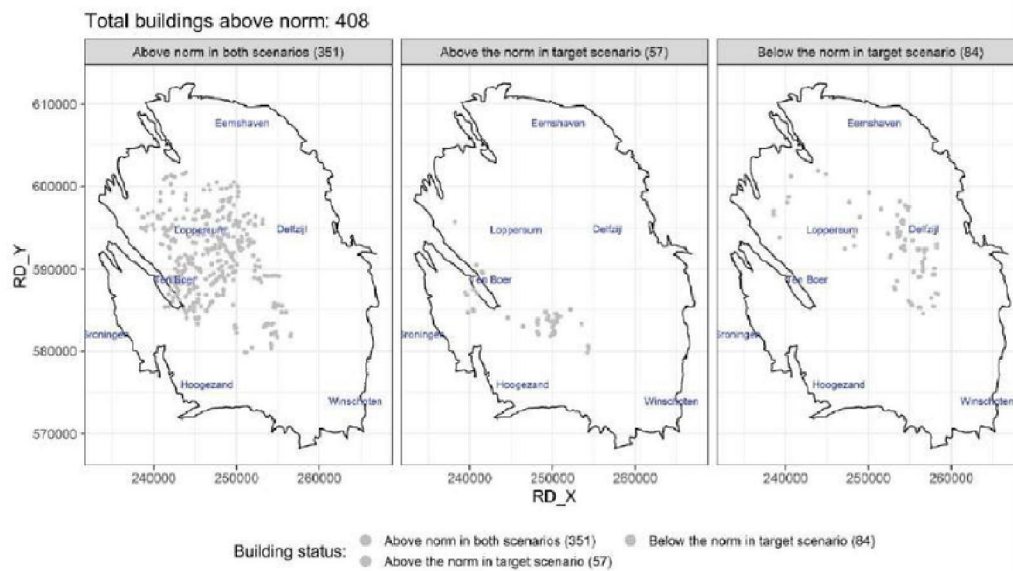 Total buildings above norm: 408
Above norm in both scenarios (351)
Above the norm in target scenario (57)
Below the norm in target scenario (84)
RD_Y
610000
600000
590000
580000
570000
Eemshaven
Loppersum
Delfzijl
Ten Boer
Groningen
Hoogezand
Winschoten
Eemshaven
Loppersum
Delfzijl
Ten Boer
Groningen
Hoogezand
Winschoten
Eemshaven
Loppersum
Delfzijl
Ten Boer
Groningen
Hoogezand
Winschoten
240000 250000 260000
240000 250000 260000
240000 250000 260000
RD_X
Building status:
Above norm in both scenarios (351)
Below the norm in target scenario (84)
Above the norm in target scenario (57)